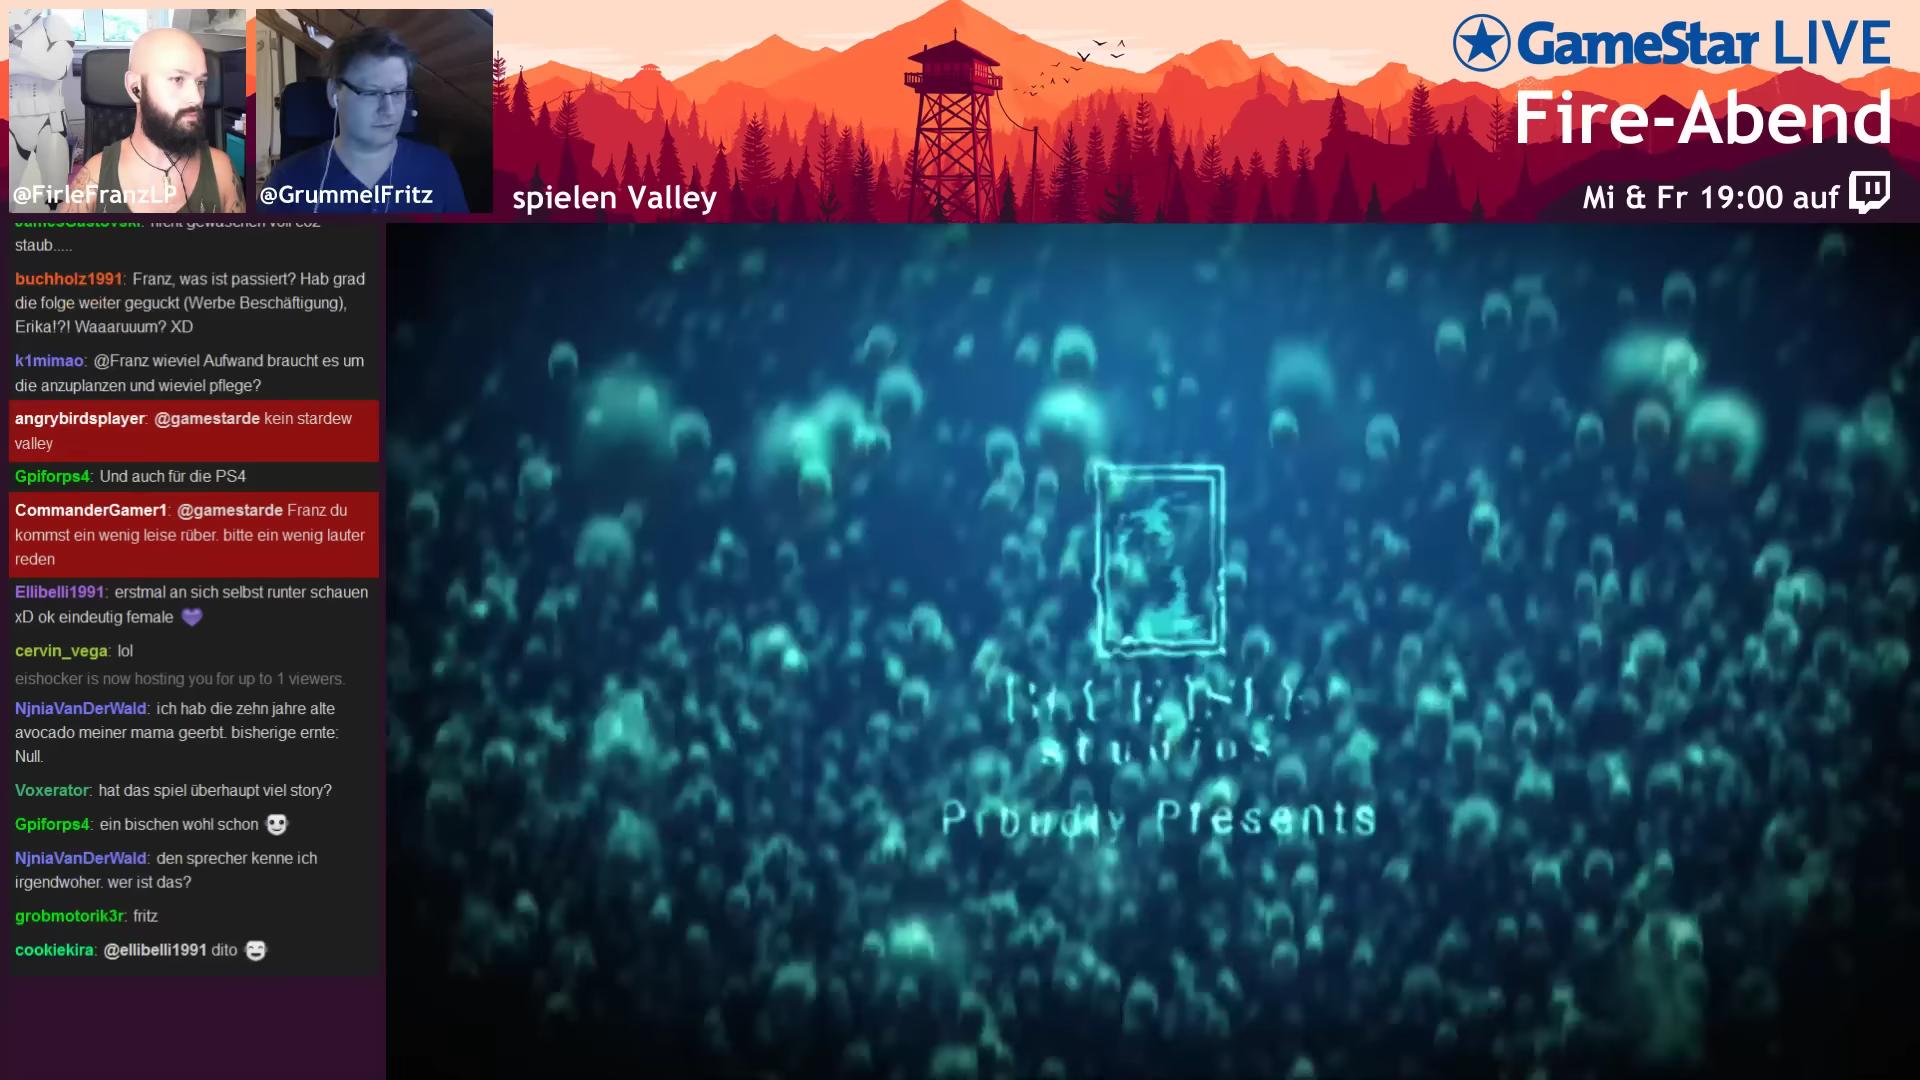 GameStar LIVE
Fire-Abend
Mi & Fr 19:00 auf
@FirleFranzLP
@GrummelFritz
spielen Valley
staub.....
buchholz1991: Franz, was ist passiert? Hab grad
die folge weiter geguckt (Werbe Beschäftigung),
Erika!?! Waaaruuum? XD
k1mimao: @Franz wieviel Aufwand braucht es um
die anzuplanzen und wieviel pflege?
angrybirdsplayer: @gamestarde kein stardew
valley
Gpiforps4: Und auch für die PS4
CommanderGamer1: @gamestarde Franz du
kommst ein wenig leise rüber. bitte ein wenig lauter
reden
Ellibelli1991: erstmal an sich selbst runter schauen
xD ok eindeutig female
cervin_vega: lol
eishocker is now hosting you for up to 1 viewers.
NjniaVanDerWald: ich hab die zehn jahre alte
avocado meiner mama geerbt. bisherige ernte:
Null.
Voxerator: hat das spiel überhaupt viel story?
Gpiforps4: ein bischen wohl schon
NjniaVanDerWald: den sprecher kenne ich
irgendwoher. wer ist das?
grobmotorik3r: fritz
cookiekira: @ellibelli1991 dito
studios
Proudly Presents